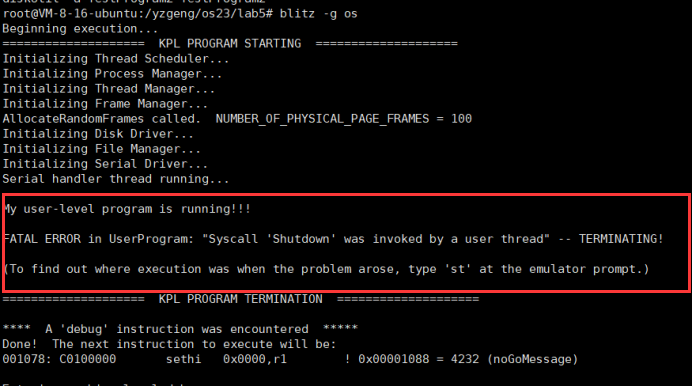 root@VM-8-16-ubuntu:/yzgeng/os23/lab5# blitz -g os
Beginning execution...
==================== KPL PROGRAM STARTING ====================
Initializing Thread Scheduler...
Initializing Process Manager...
Initializing Thread Manager...
Initializing Frame Manager...
AllocateRandomFrames called. NUMBER_OF_PHYSICAL_PAGE_FRAMES = 100
Initializing Disk Driver...
Initializing File Manager...
Initializing Serial Driver...
Serial handler thread running...
My user-level program is running!!!
FATAL ERROR in UserProgram: "Syscall 'Shutdown' was invoked by a user thread" -- TERMINATING!
(To find out where execution was when the problem arose, type 'st' at the emulator prompt.)
==================== KPL PROGRAM TERMINATION ====================
**** A 'debug' instruction was encountered *****
Done! The next instruction to execute will be:
001078: C0100000 sethi 0x0000,r1 ! 0x00001088 = 4232 (noGoMessage)